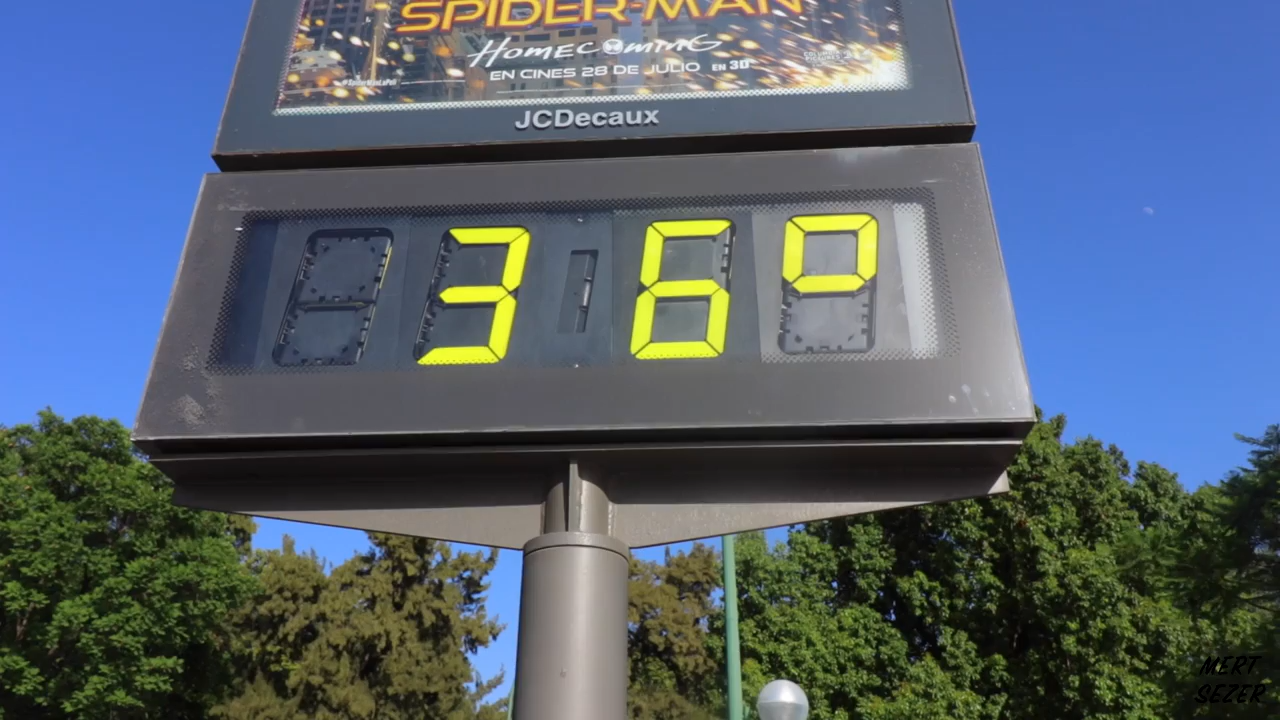 SPIDER-MAN
HOMECOMING
EN CINES 28 DE JULIO EN 3D
JCDecaux
36º
MERT
SEZER